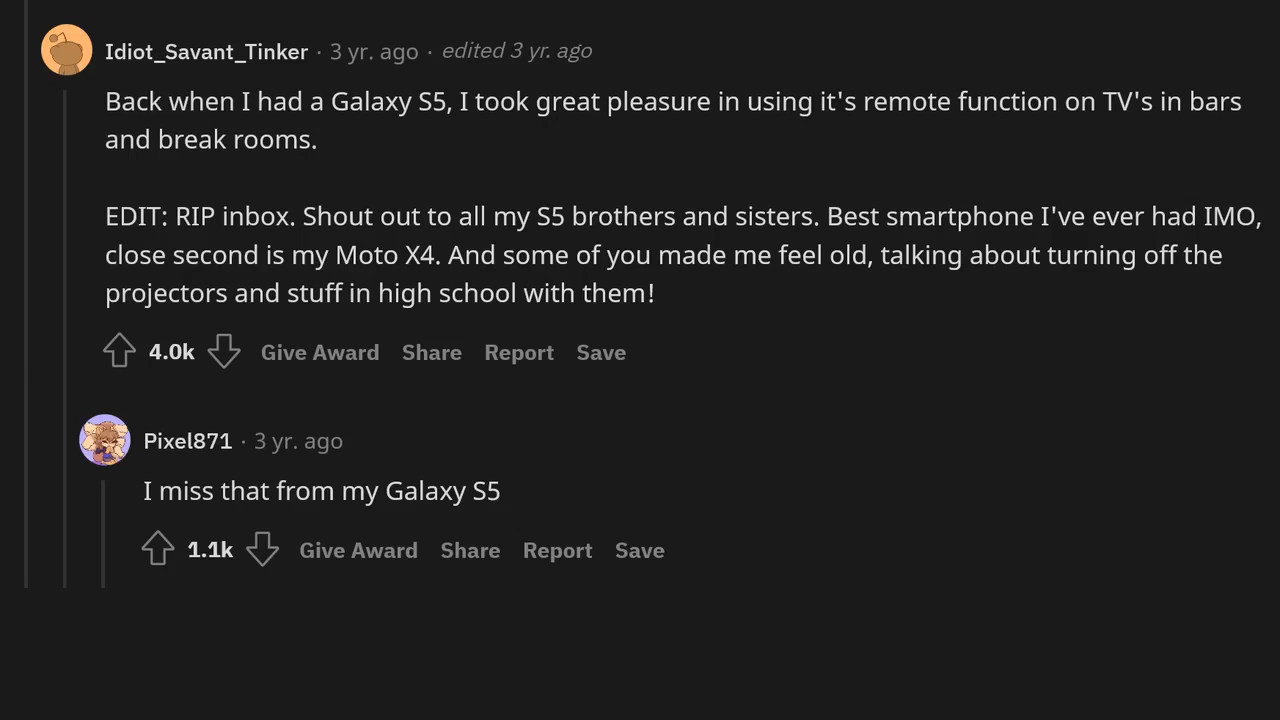 Idiot_Savant_Tinker · 3 yr. ago · edited 3 yr. ago
Back when I had a Galaxy S5, I took great pleasure in using it's remote function on TV's in bars
and break rooms.
EDIT: RIP inbox. Shout out to all my S5 brothers and sisters. Best smartphone I've ever had IMO,
close second is my Moto X4. And some of you made me feel old, talking about turning off the
projectors and stuff in high school with them!
4.0k Give Award Share Report Save
Pixel871 · 3 yr. ago
I miss that from my Galaxy S5
1.1k Give Award Share Report Save